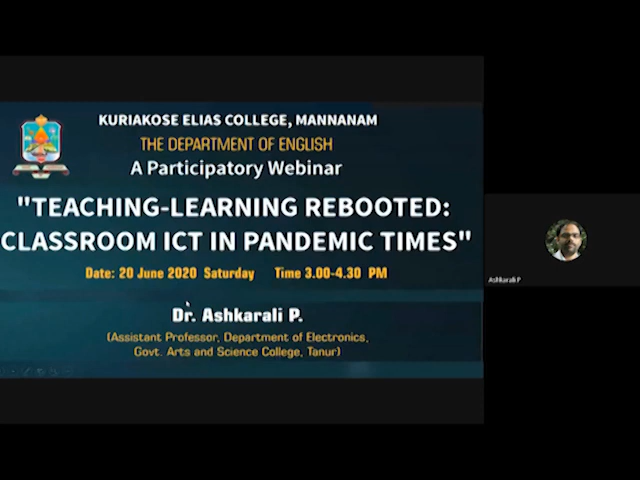 KURIAKOSE ELIAS COLLEGE, MANNANAM
THE DEPARTMENT OF ENGLISH
A Participatory Webinar
"TEACHING-LEARNING REBOOTED:
CLASSROOM ICT IN PANDEMIC TIMES"
Date: 20 June 2020 Saturday Time 3.00-4.30 PM
Dr. Ashkarali P.
(Assistant Professor, Department of Electronics,
Govt. Arts and Science College, Tanur)
Ashkarali P